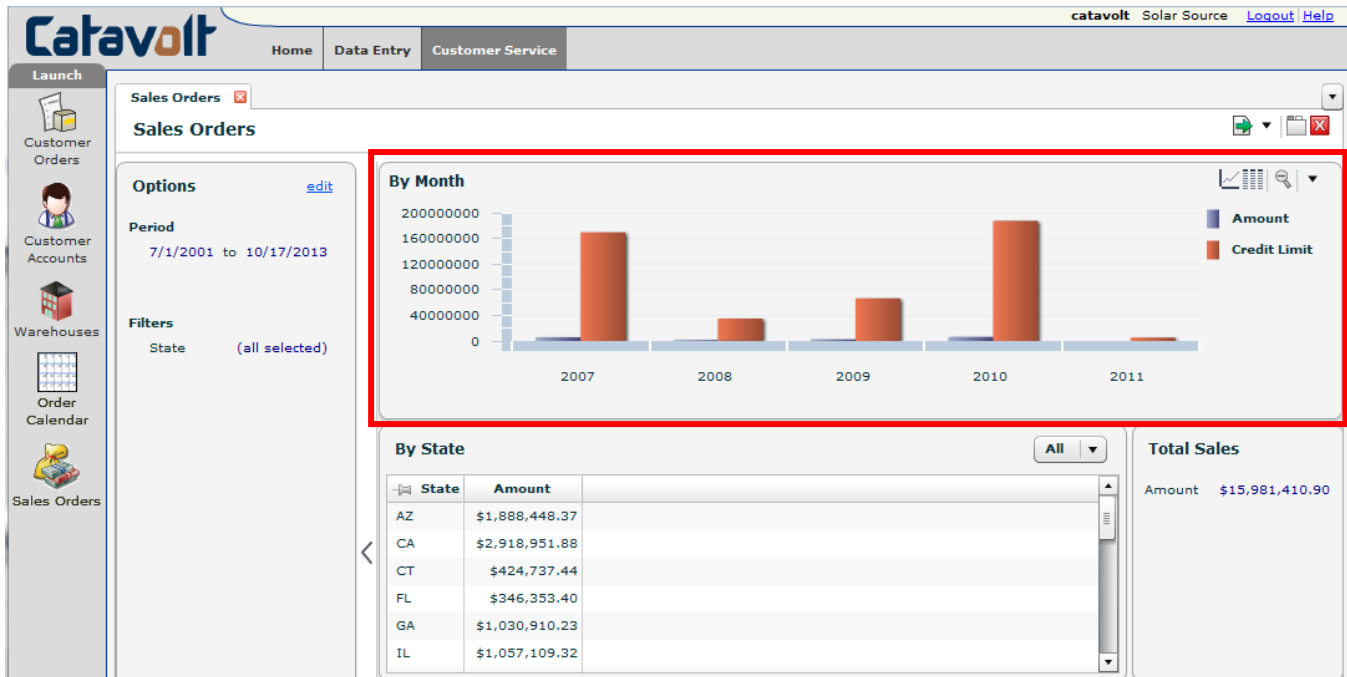 catavolt Solar Source Logout Help
Catavolt
Home Data Entry Customer Service
Launch
Customer
Orders
Customer
Accounts
Warehouses
Order
Calendar
Sales Orders
Sales Orders
Sales Orders
Options edit
Period
7/1/2001 to 10/17/2013
Filters
State (all selected)
By Month
200000000
160000000
120000000
80000000
40000000
0
2007 2008 2009 2010 2011
Amount
Credit Limit
By State All
State Amount
AZ $1,888,448.37
CA $2,918,951.88
CT $424,737.44
FL $346,353.40
GA $1,030,910.23
IL $1,057,109.32
Total Sales
Amount $15,981,410.90